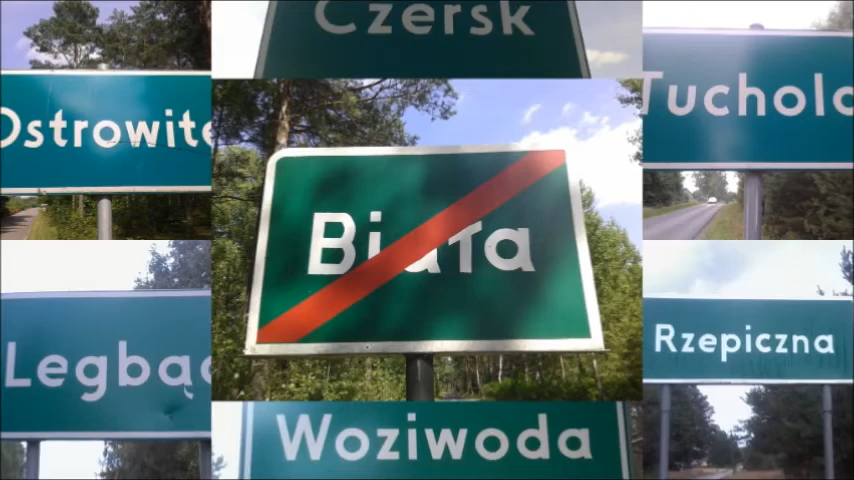 Czersk
Ostrowite
Tuchola
Biała
Legbąd
Rzepiczna
Woziwoda